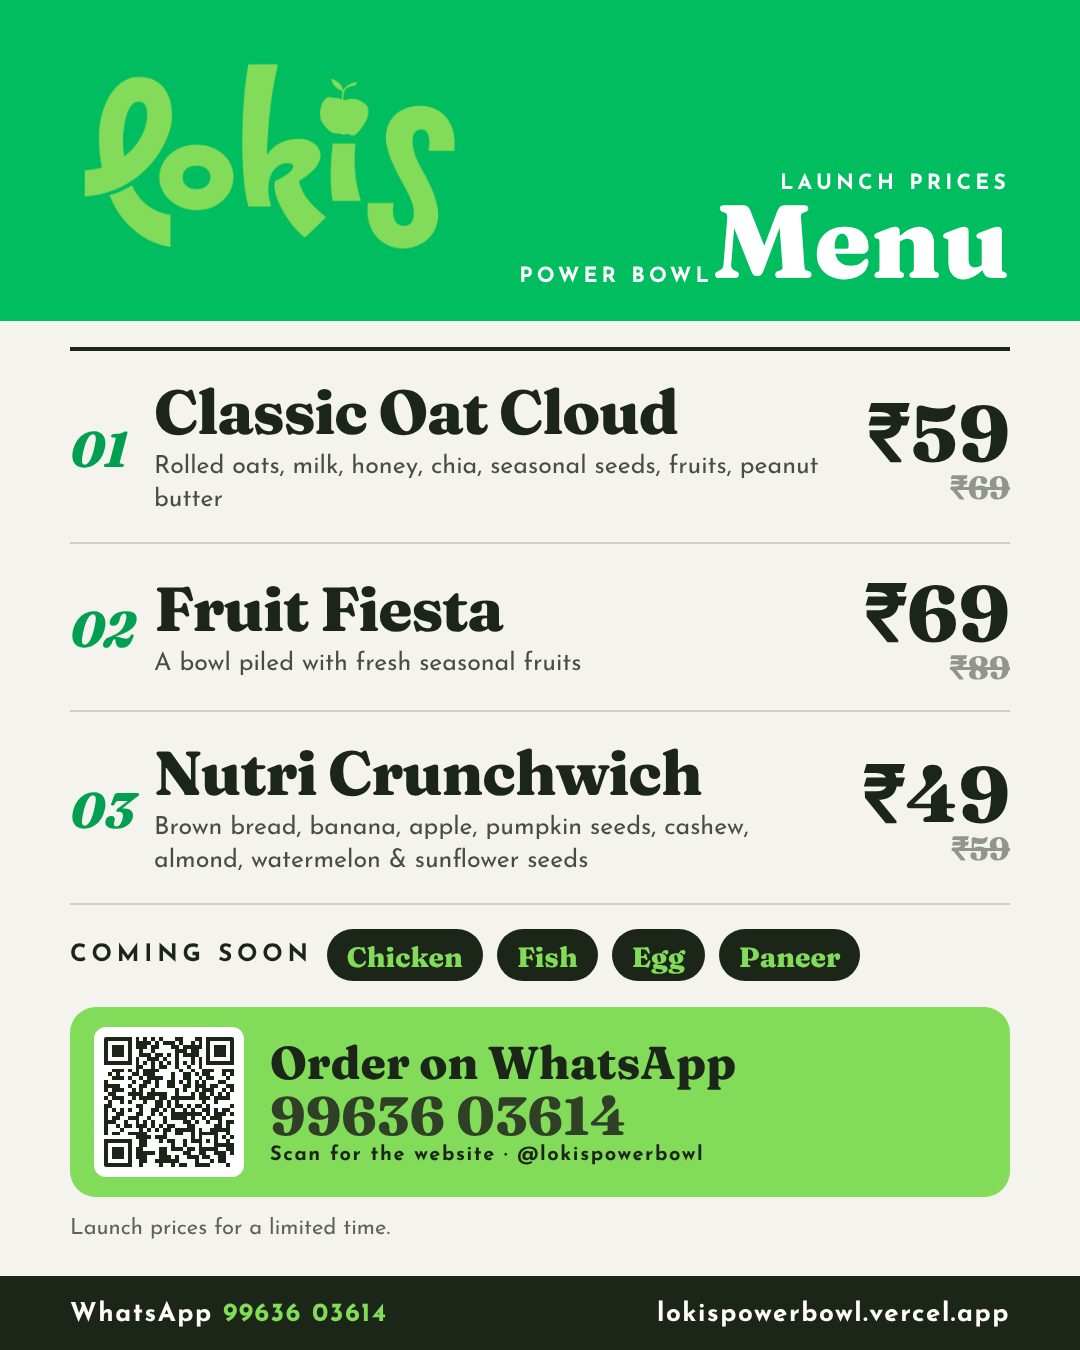 lokis
LAUNCH PRICES
POWER BOWL Menu
01 Classic Oat Cloud ₹59
Rolled oats, milk, honey, chia, seasonal seeds, fruits, peanut
butter
₹69
02 Fruit Fiesta ₹69
A bowl piled with fresh seasonal fruits
₹89
03 Nutri Crunchwich ₹49
Brown bread, banana, apple, pumpkin seeds, cashew,
almond, watermelon & sunflower seeds
₹59
COMING SOON Chicken Fish Egg Paneer
Order on WhatsApp
99636 03614
Scan for the website · @lokispowerbowl
Launch prices for a limited time.
WhatsApp 99636 03614 lokispowerbowl.vercel.app